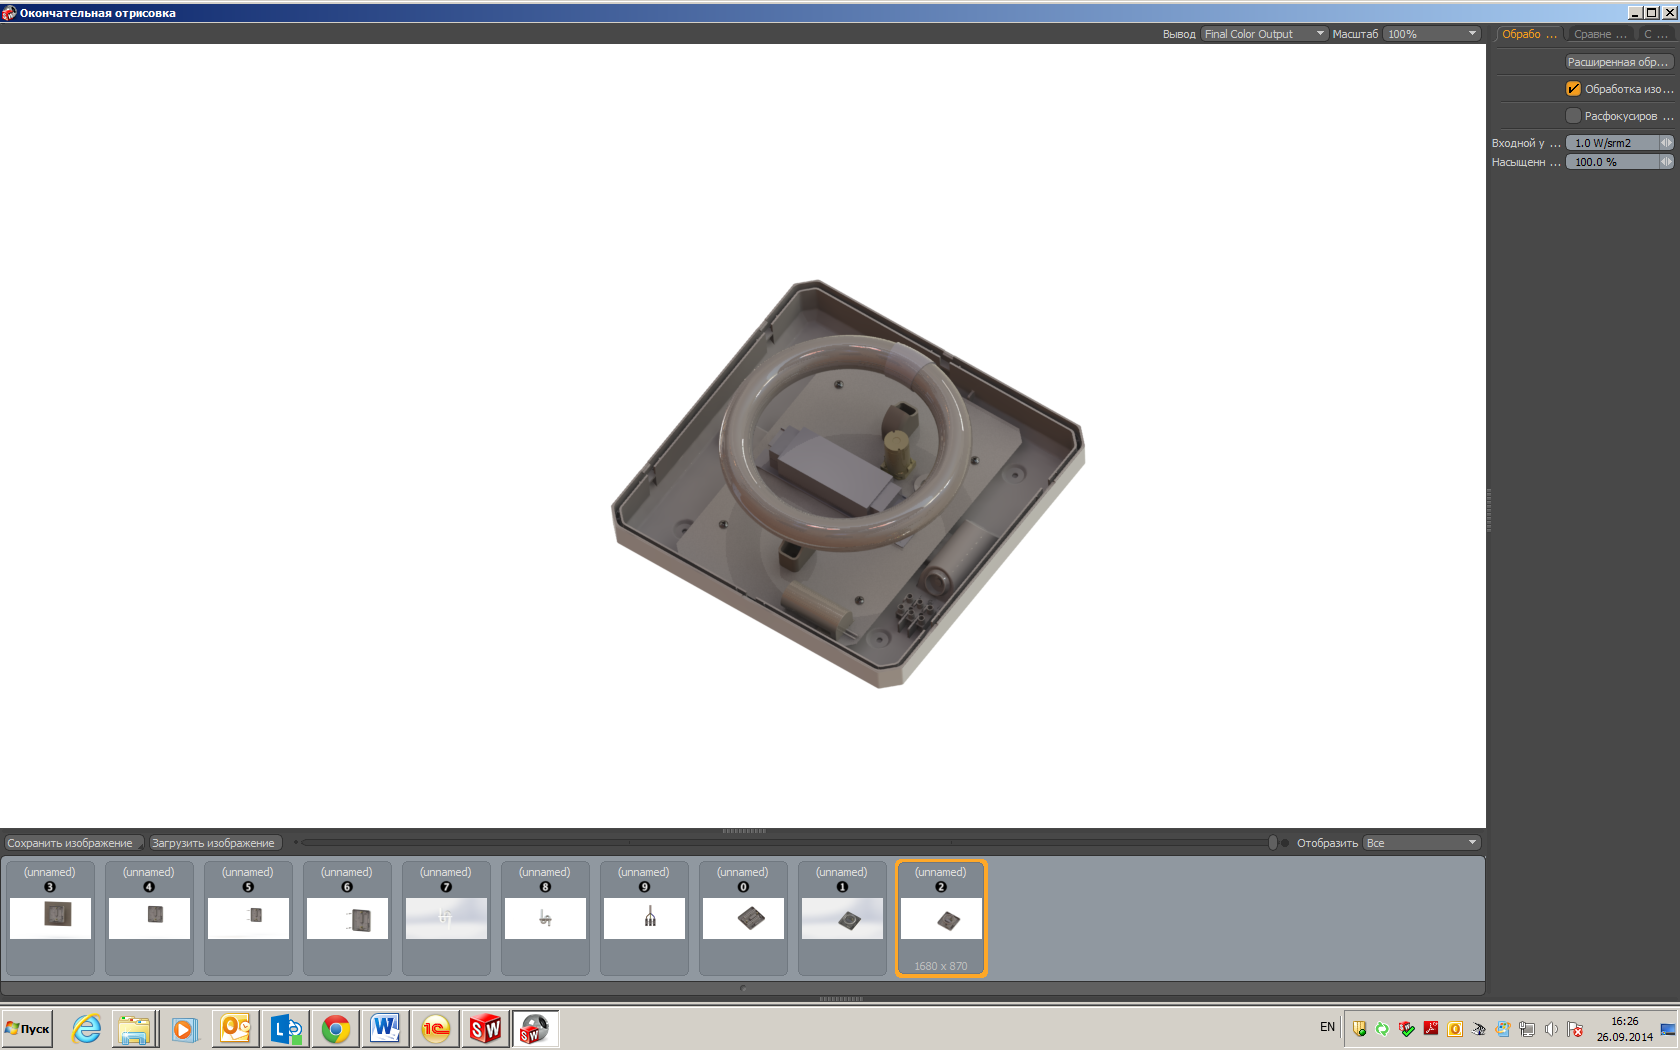 Окончательная отрисовка
Вывод Final Color Output Масштаб 100%
Обрабо ... Сравне ... С ...
Расширенная обр...
Обработка изо ...
Расфокусиров ...
Входной у ... 1.0 W/srm2
Насыщенн ... 100.0 %
Сохранить изображение Загрузить изображение Отобразить Все
(unnamed) (unnamed) (unnamed) (unnamed) (unnamed) (unnamed) (unnamed) (unnamed) (unnamed) (unnamed)
3 4 5 6 7 8 9 0 1 2
1680 x 870
Пуск EN 16:26
26.09.2014